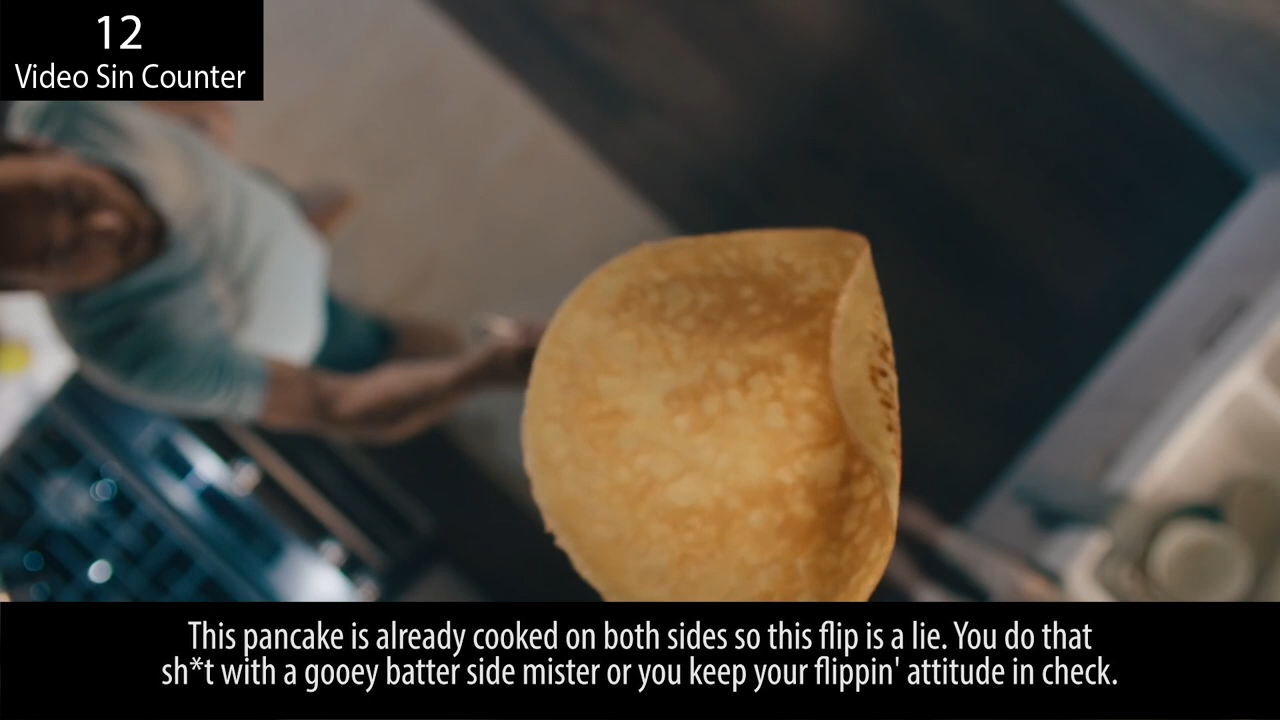 12
Video Sin Counter
This pancake is already cooked on both sides so this flip is a lie. You do that
sh*t with a gooey batter side mister or you keep your flippin' attitude in check.